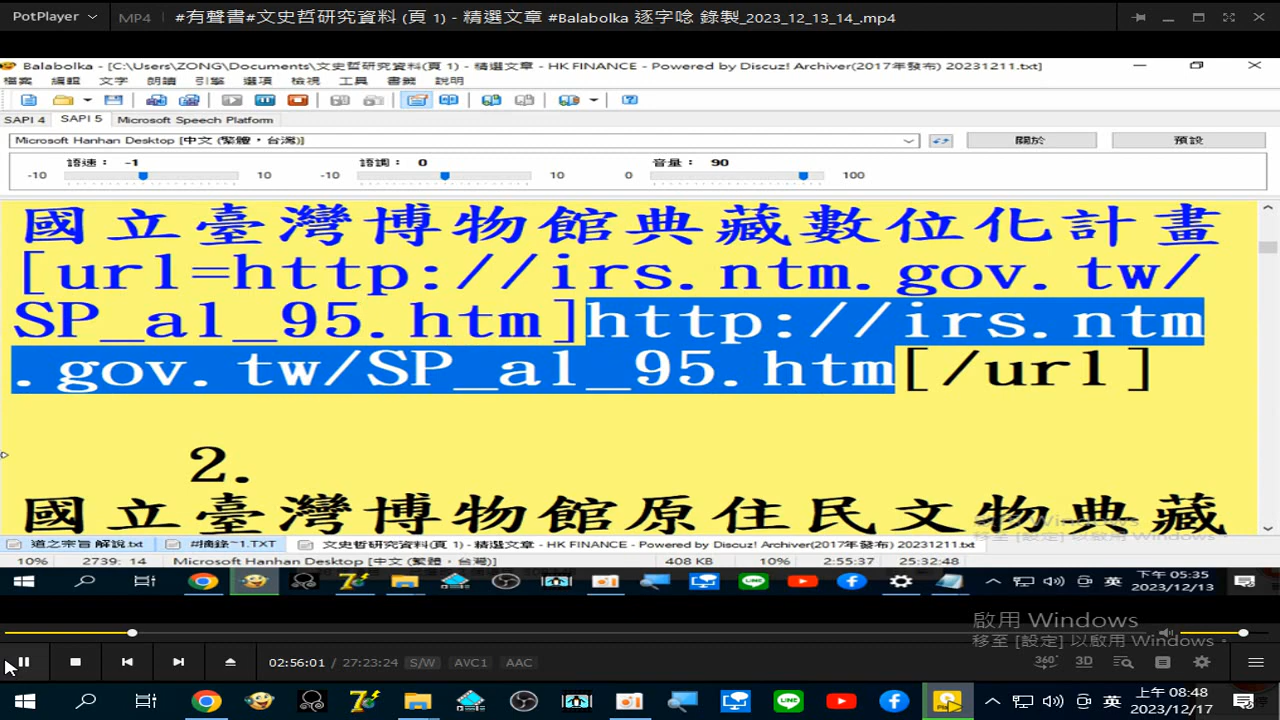 PotPlayer MP4 #有聲書#文史哲研究資料 (頁 1) - 精選文章 #Balabolka 逐字唸 錄製_2023_12_13_14_.mp4
Balabolka - [C:\Users\ZONG\Documents\文史哲研究資料(頁 1) - 精選文章 - HK FINANCE - Powered by Discuz! Archiver(2017年發布) 20231211.txt]
檔案 編輯 文字 朗讀 引擎 選項 檢視 工具 書籤 說明
SAPI 4 SAPI 5 Microsoft Speech Platform
Microsoft Hanhan Desktop [中文 (繁體，台灣)] 關於 預設
語速： -1 語調： 0 音量： 90
-10 10 -10 10 0 100
國立臺灣博物館典藏數位化計畫
[url=http://irs.ntm.gov.tw/
SP_a1_95.htm]http://irs.ntm
.gov.tw/SP_a1_95.htm[/url]
2.
國立臺灣博物館原住民文物典藏
道之宗旨 解說.txt #摘錄~1.TXT 文史哲研究資料(頁 1) - 精選文章 - HK FINANCE - Powered by Discuz! Archiver(2017年發布) 20231211.txt
10% 2739: 14 Microsoft Hanhan Desktop [中文 (繁體，台灣)] 408 KB 10% 2:55:37 25:32:48
英 下午 05:35
2023/12/13
啟用 Windows
移至 [設定] 以啟用 Windows。
02:56:01 / 27:23:24 S/W AVC1 AAC 360° 3D
英 上午 08:48
2023/12/17